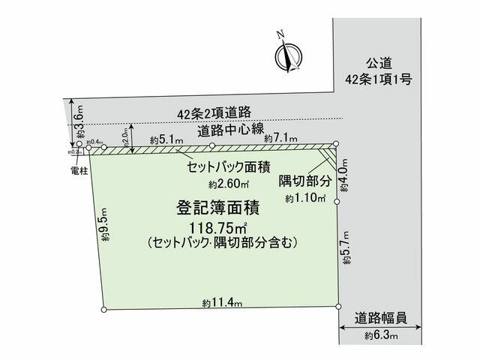 N
公道
42条1項1号
約3.6m
42条2項道路
約2.0m
道路中心線
約0.4m
約5.1m
約7.1m
電柱
セットバック面積
約2.60㎡
隅切部分
約1.10㎡
約4.0m
登記簿面積
118.75㎡
(セットバック・隅切部分含む)
約9.5m
約5.7m
約11.4m
道路幅員
約6.3m